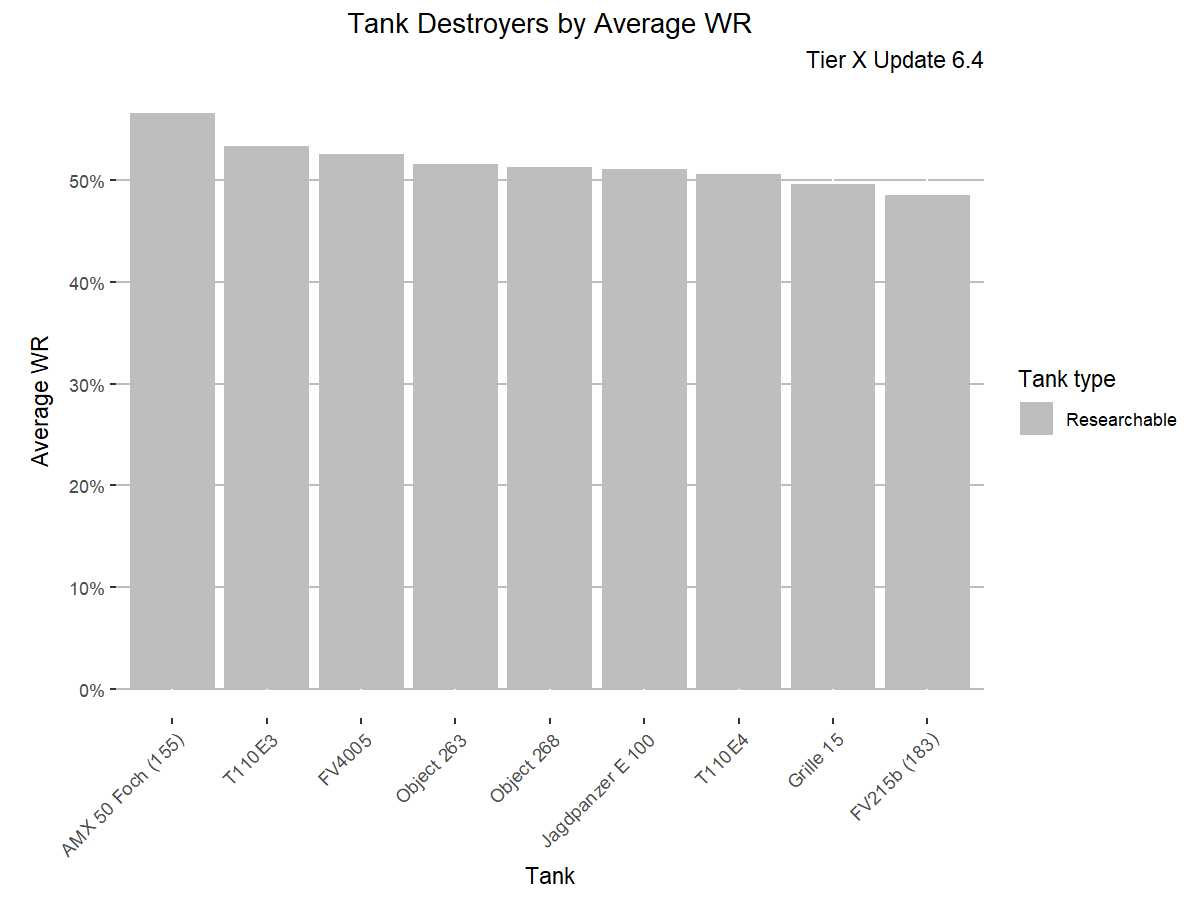 Tank Destroyers by Average WR
Tier X Update 6.4
Average WR
50%
40%
30%
20%
10%
0%
AMX 50 Foch (155)
T110E3
FV4005
Object 263
Object 268
Jagdpanzer E 100
T110E4
Grille 15
FV215b (183)
Tank
Tank type
Researchable